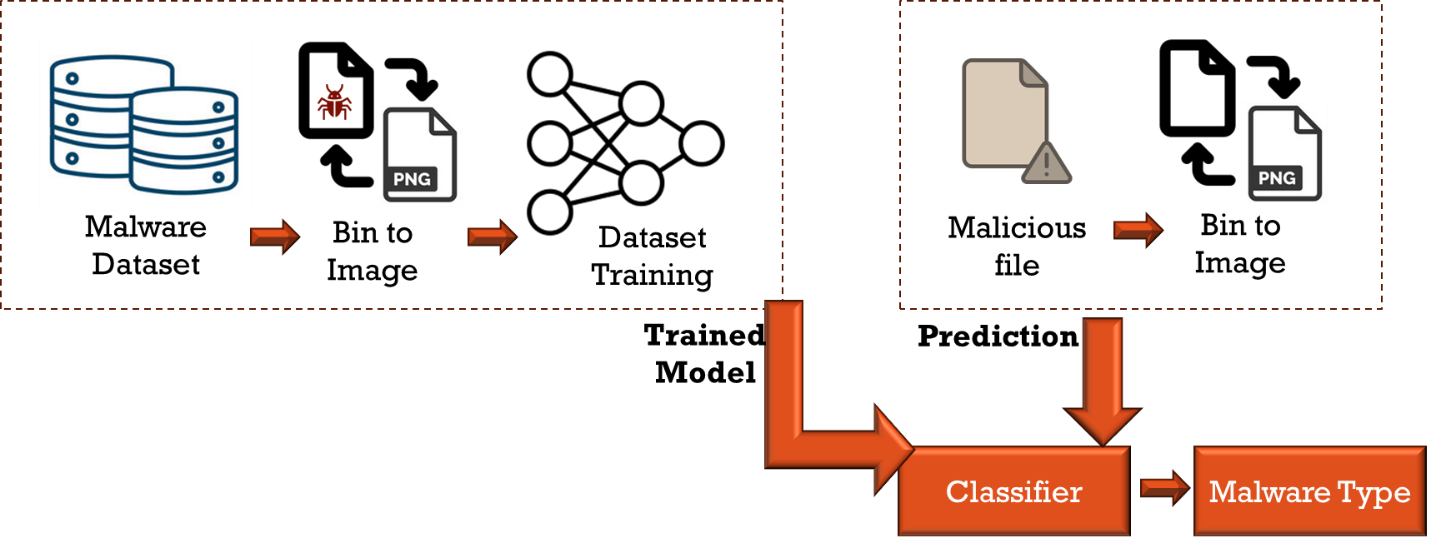 PNG
Malware
Dataset
Bin to
Image
Dataset
Training
PNG
Malicious
file
Bin to
Image
Trained
Model
Prediction
Classifier
Malware Type